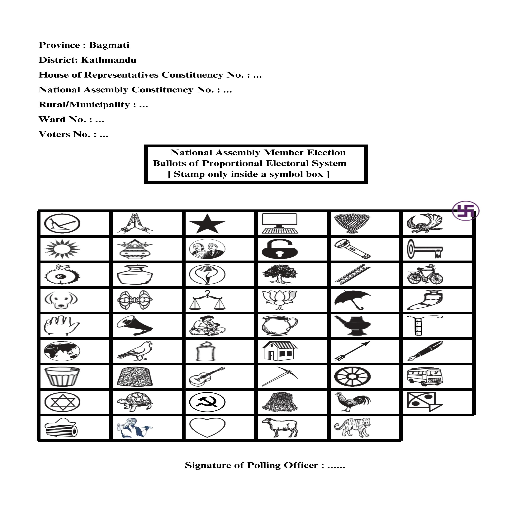 Province : Bagmati
District: Kathmandu
House of Representatives Constituency No. : ...
National Assembly Constituency No. : ...
Rural/Municipality : ...
Ward No. : ...
Voters No. : ...
National Assembly Member Election
Ballots of Proportional Electoral System
[ Stamp only inside a symbol box ]
Signature of Polling Officer : ......